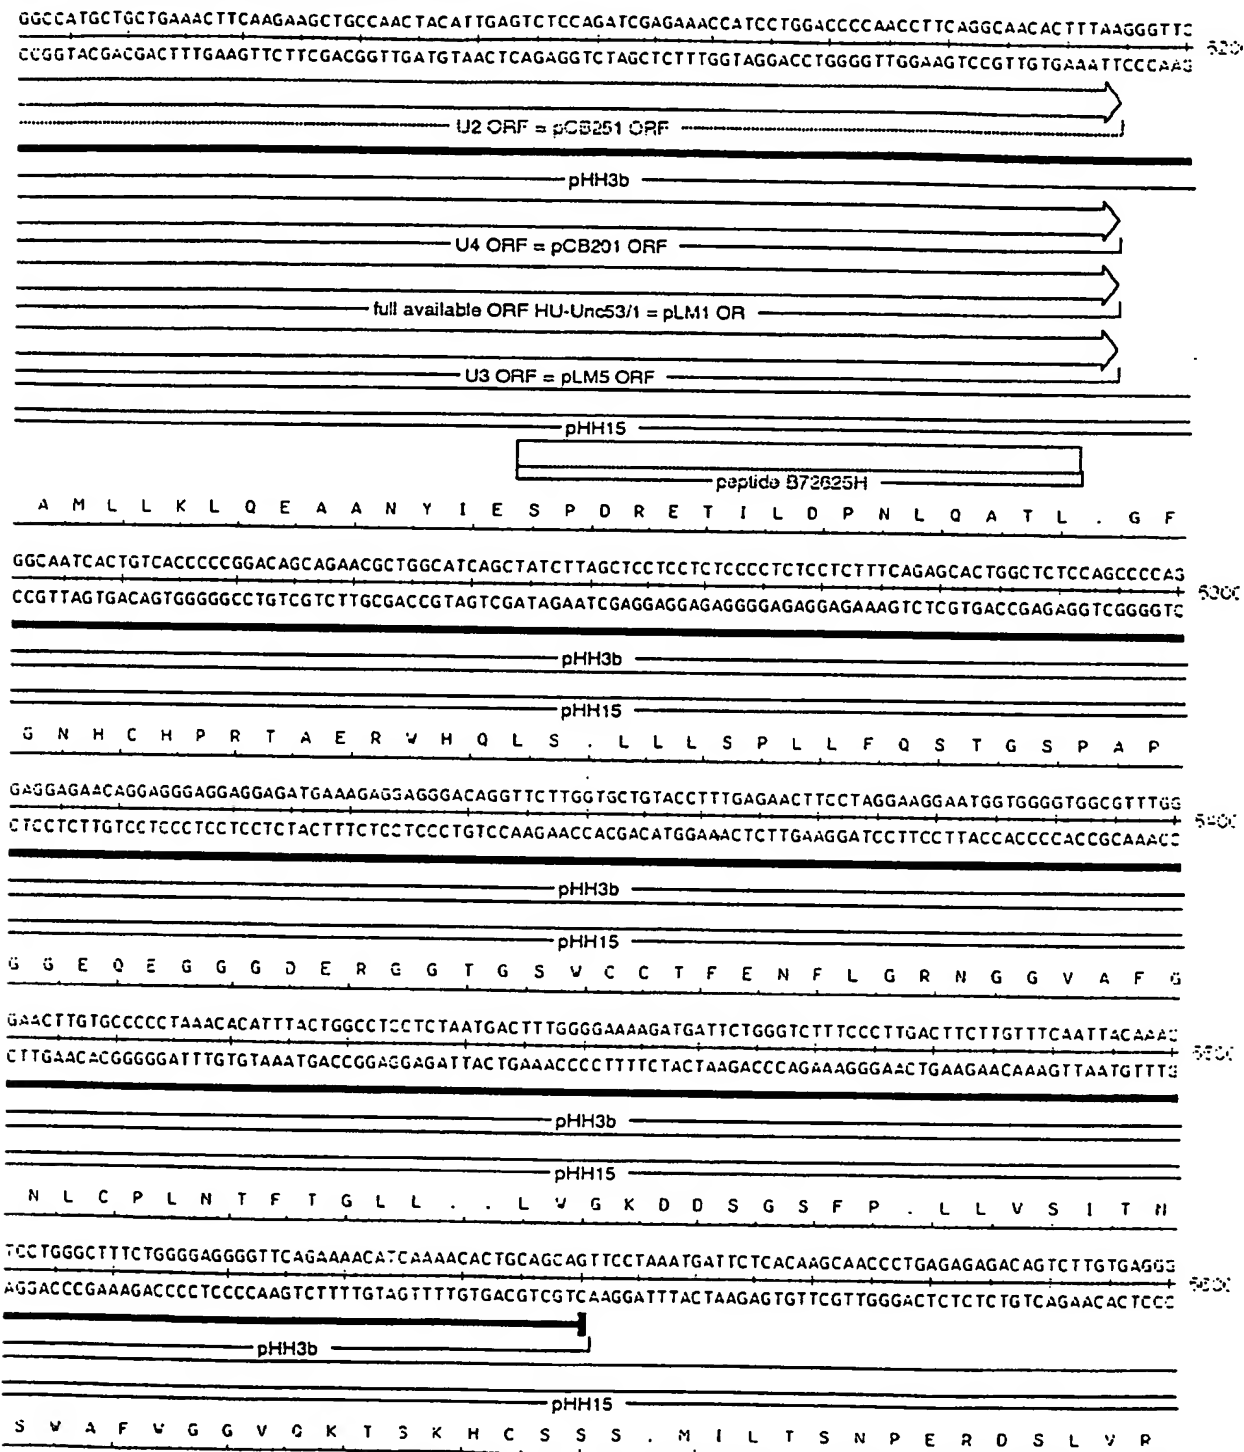 GGCCATGCTGCTGAAACTTCAAGAAGCTGCCAACTACATTGAGTCTCCAGATCGAGAAACCATCCTGGACCCCAACCTTCAGGCAACACTTTAAGGGTTC
CCGGTACGACGACTTTGAAGTTCTTCGACGGTTGATGTAACTCAGAGGTCTAGCTCTTTGGTAGGACCTGGGGTTGGAAGTCCGTTGTGAAATTCCCAAG
U2 ORF = pCB251 ORF
pHH3b
U4 ORF = pCB201 ORF
full available ORF HU-Unc53/1 = pLM1 OR
U3 ORF = pLM5 ORF
pHH15
peptide B72625H
A M L L K L Q E A A N Y I E S P D R E T I L D P N L Q A T L . G F
GGCAATCACTGTCACCCCCGGACAGCAGAACGCTGGCATCAGCTATCTTAGCTCCTCCTCTCCCCTCTCCTCTTTCAGAGCACTGGCTCTCCAGCCCCAG
CCGTTAGTGACAGTGGGGGCCTGTCGTCTTGCGACCGTAGTCGATAGAATCGAGGAGGAGAGGGGAGAGGAGAAAGTCTCGTGACCGAGAGGTCGGGGTC
pHH3b
pHH15
G N H C H P R T A E R W H Q L S . L L L S P L L F Q S T G S P A P
GAGGAGAACAGGAGGGAGGAGGAGATGAAAGAGGAGGGACAGGTTCTTGGTGCTGTACCTTTGAGAACTTCCTAGGAAGGAATGGTGGGGTGGCGTTTGG
CTCCTCTTGTCCTCCCTCCTCCTCTACTTTCTCCTCCCTGTCCAAGAACCACGACATGGAAACTCTTGAAGGATCCTTCCTTACCACCCCACCGCAAACC
pHH3b
pHH15
G G E Q E G G G D E R G G T G S W C C T F E N F L G R N G G V A F G
GAACTTGTGCCCCCTAAACACATTTACTGGCCTCCTCTAATGACTTTGGGGAAAAGATGATTCTGGGTCTTTCCCTTGACTTCTTGTTTCAATTACAAAC
CTTGAACACGGGGGATTTGTGTAAATGACCGGAGGAGATTACTGAAACCCCTTTTCTACTAAGACCCAGAAAGGGAACTGAAGAACAAAGTTAATGTTTG
pHH3b
pHH15
N L C P L N T F T G L L . . L W G K D D S G S F P . L L V S I T N
TCCTGGGCTTTCTGGGGAGGGGTTCAGAAAACATCAAAACACTGCAGCAGTTCCTAAATGATTCTCACAAGCAACCCTGAGAGAGACAGTCTTGTGAGGG
AGGACCCGAAAGACCCCTCCCCAAGTCTTTTGTAGTTTTGTGACGTCGTCAAGGATTTACTAAGAGTGTTCGTTGGGACTCTCTCTGTCAGAACACTCCC
pHH3b
pHH15
S W A F W G G V Q K T S K H C S S S . M I L T S N P E R D S L V R